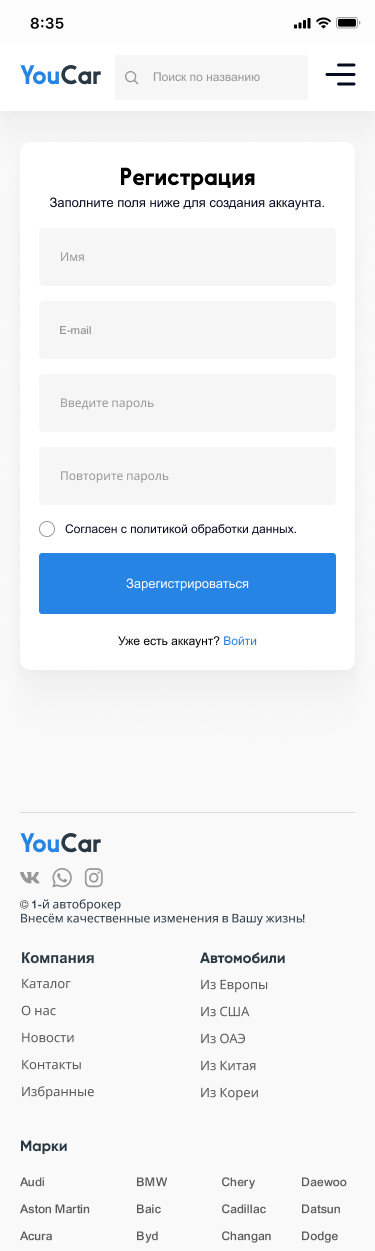 8:35
YouCar
Поиск по названию
Регистрация
Заполните поля ниже для создания аккаунта.
Имя
E-mail
Введите пароль
Повторите пароль
Согласен с политикой обработки данных.
Зарегистрироваться
Уже есть аккаунт? Войти
YouCar
© 1-й автоброкер
Внесём качественные изменения в Вашу жизнь!
Компания
Каталог
О нас
Новости
Контакты
Избранные
Автомобили
Из Европы
Из США
Из ОАЭ
Из Китая
Из Кореи
Марки
Audi BMW Chery Daewoo
Aston Martin Baic Cadillac Datsun
Acura Byd Changan Dodge